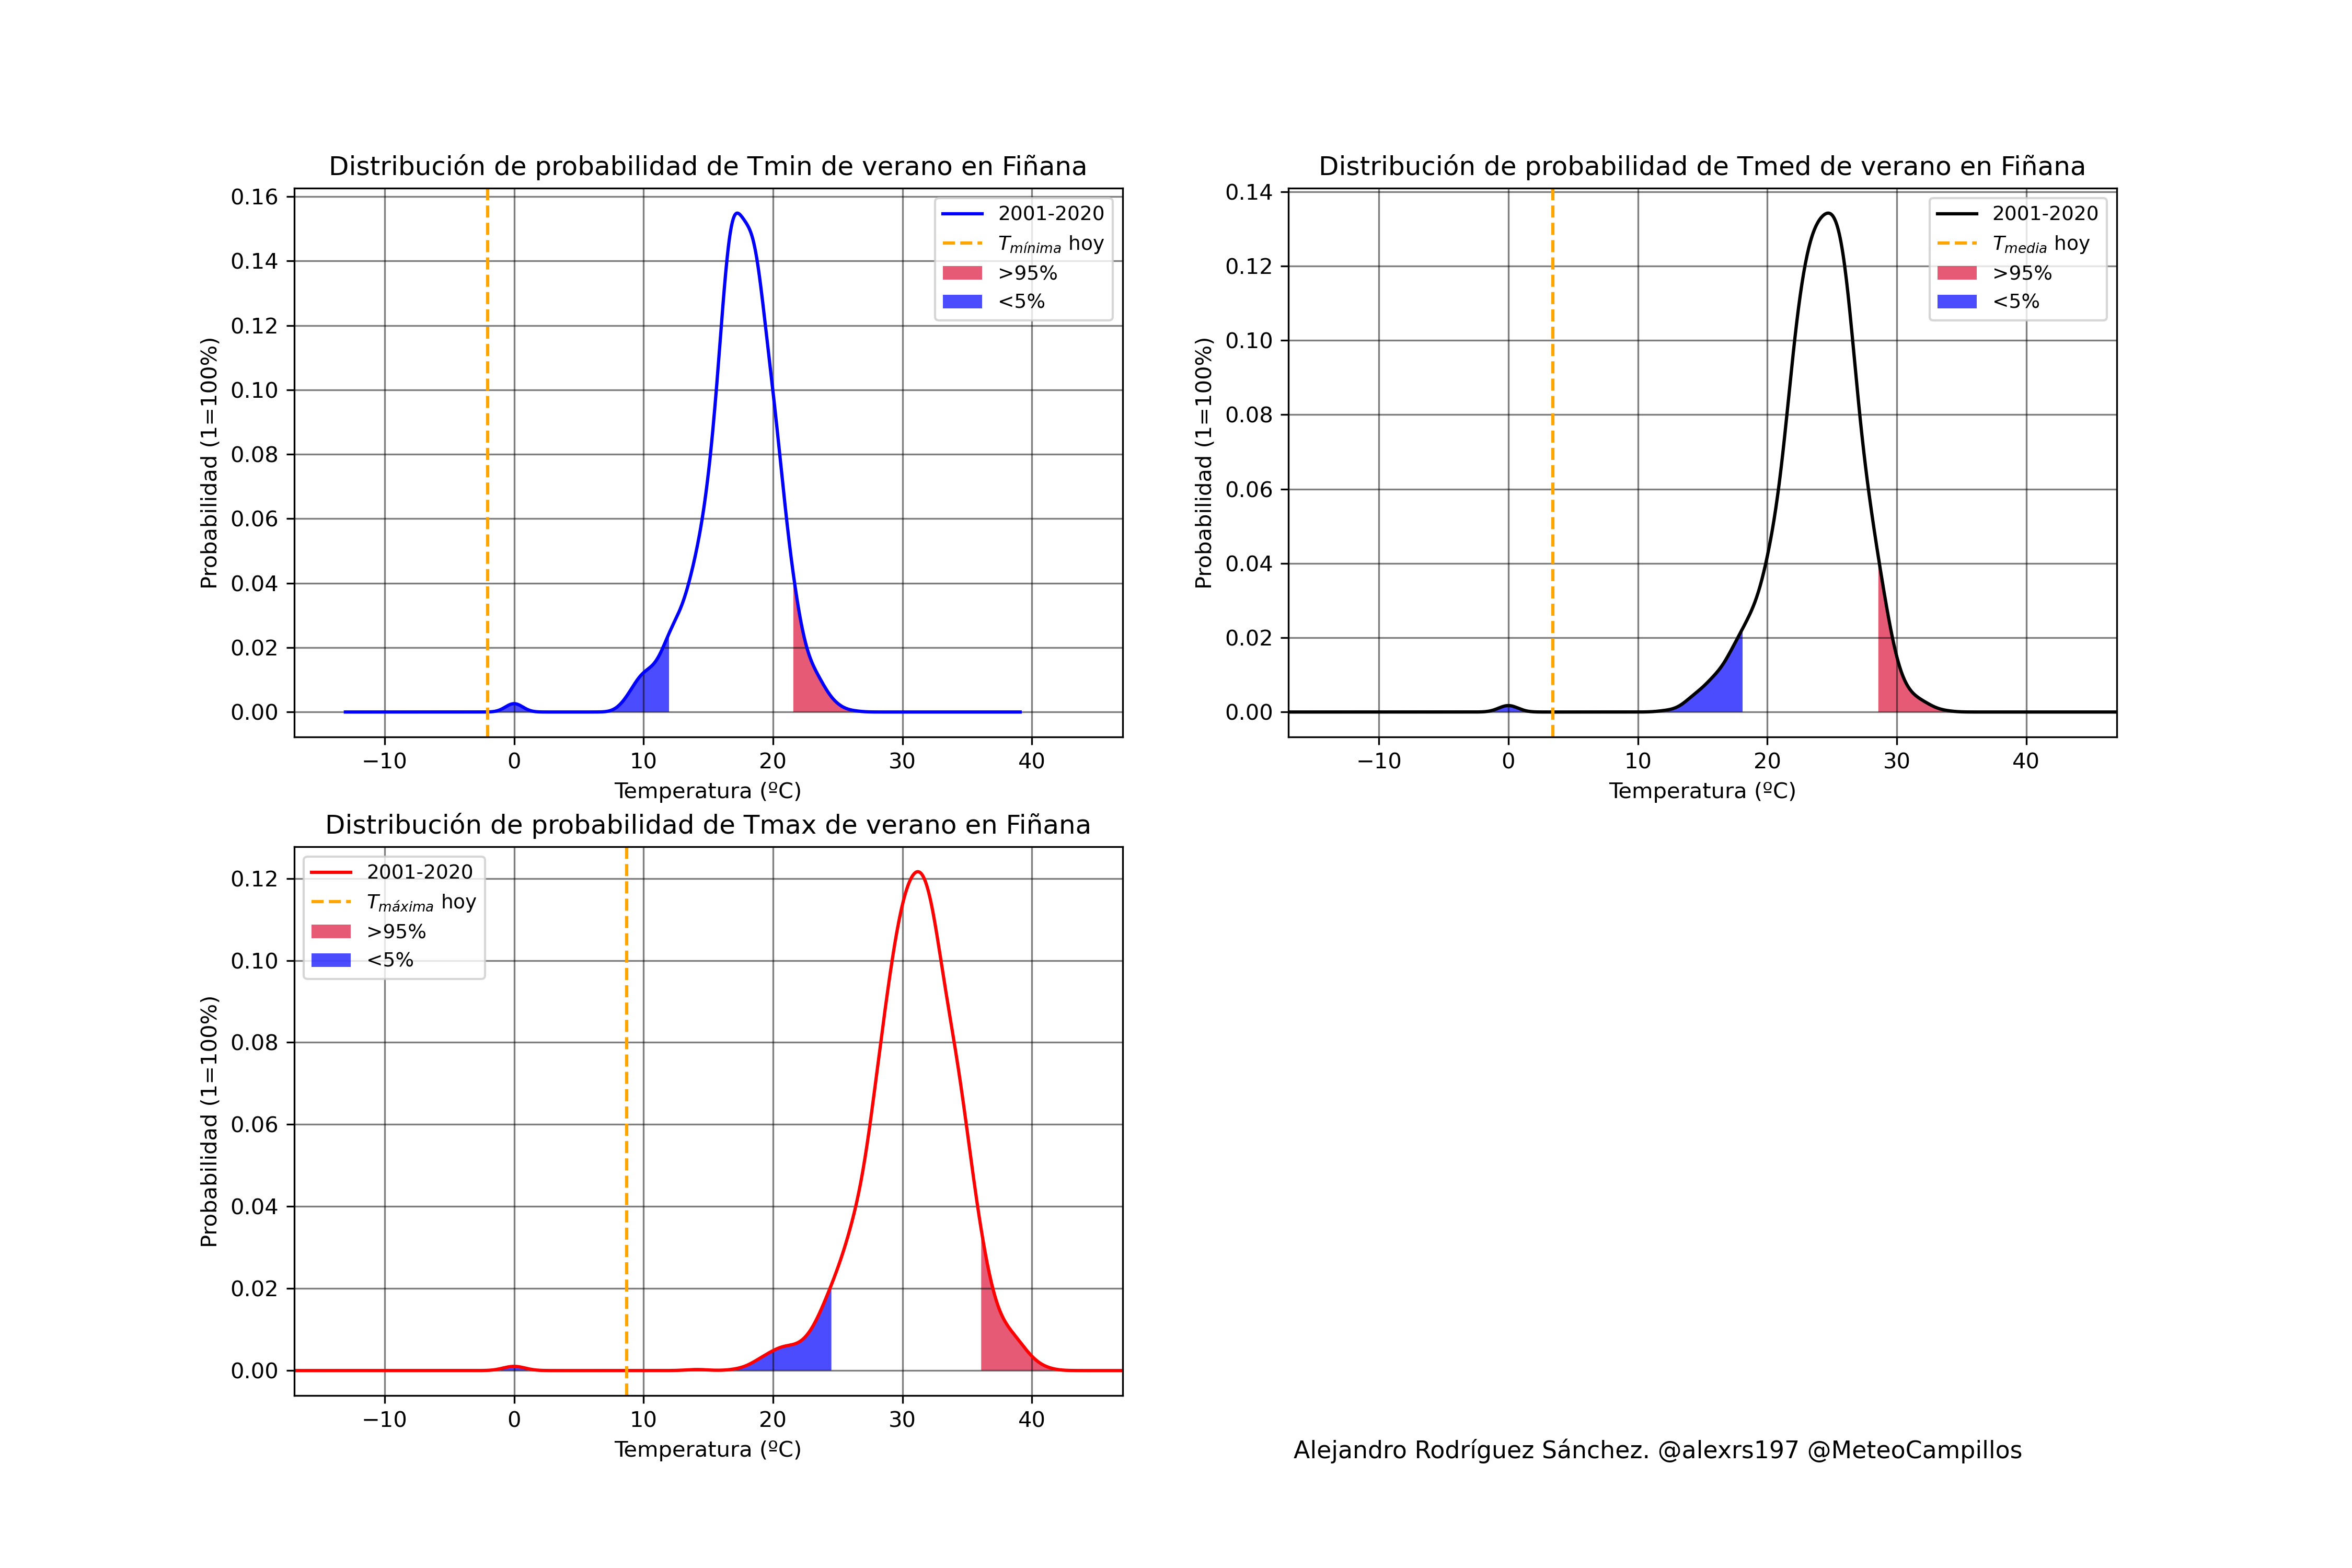 Distribución de probabilidad de Tmin de verano en Fiñana
0.16
0.14
0.12
0.10
0.08
0.06
0.04
0.02
0.00
Probabilidad (1=100%)
2001-2020
Tmínima hoy
>95%
<5%
−10 0 10 20 30 40
Temperatura (ºC)
Distribución de probabilidad de Tmed de verano en Fiñana
0.14
0.12
0.10
0.08
0.06
0.04
0.02
0.00
Probabilidad (1=100%)
2001-2020
Tmedia hoy
>95%
<5%
−10 0 10 20 30 40
Temperatura (ºC)
Distribución de probabilidad de Tmax de verano en Fiñana
0.12
0.10
0.08
0.06
0.04
0.02
0.00
Probabilidad (1=100%)
2001-2020
Tmáxima hoy
>95%
<5%
−10 0 10 20 30 40
Temperatura (ºC)
Alejandro Rodríguez Sánchez. @alexrs197 @MeteoCampillos